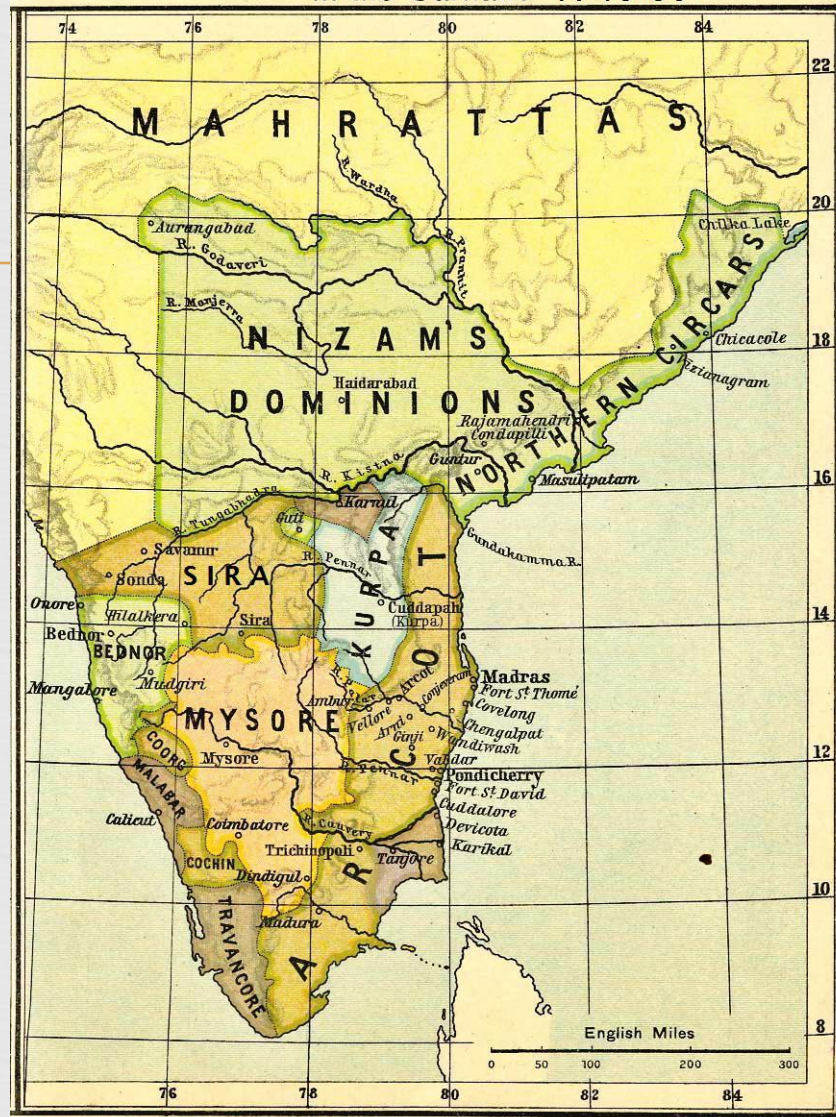 74 76 78 80 82 84
22
MAHRATTAS
R. Wardha
20
Aurangabad
Chilka Lake
R. Godaveri
R. Manjerra
NIZAM'S
18
Chicacole
Vizianagram
Haidarabad
DOMINIONS
NORTHERN CIRCARS
Rajamahendri
Condapilli
Guntur
R. Kistna
16
Masulipatam
Karnul
R. Tungabhadra
Guti
Gundakamma R.
Savanur
R. Pennar
Sonda
SIRA
KURPA
Cuddapah
(Kurpa)
Onore
Hilalkera
Sira
14
Bednor
BEDNOR
Mudgiri
Mangalore
Madras
Fort St Thomé
Ambur
Arcot
Conjeveram
Covelong
Vellore
Arni
Chengalpat
MYSORE
Ginji
Wandiwash
COORG
Mysore
12
Valdar
R. Pennar
Pondicherry
MALABAR
Fort St David
Cuddalore
Calicut
R. Cauvery
Devicota
Coimbatore
Trichinopoli
Tanjore
Karikal
COCHIN
Dindigul
10
Madura
TRAVANCORE
ARCOT
8
English Miles
0 50 100 200 300
76 78 80 82 84